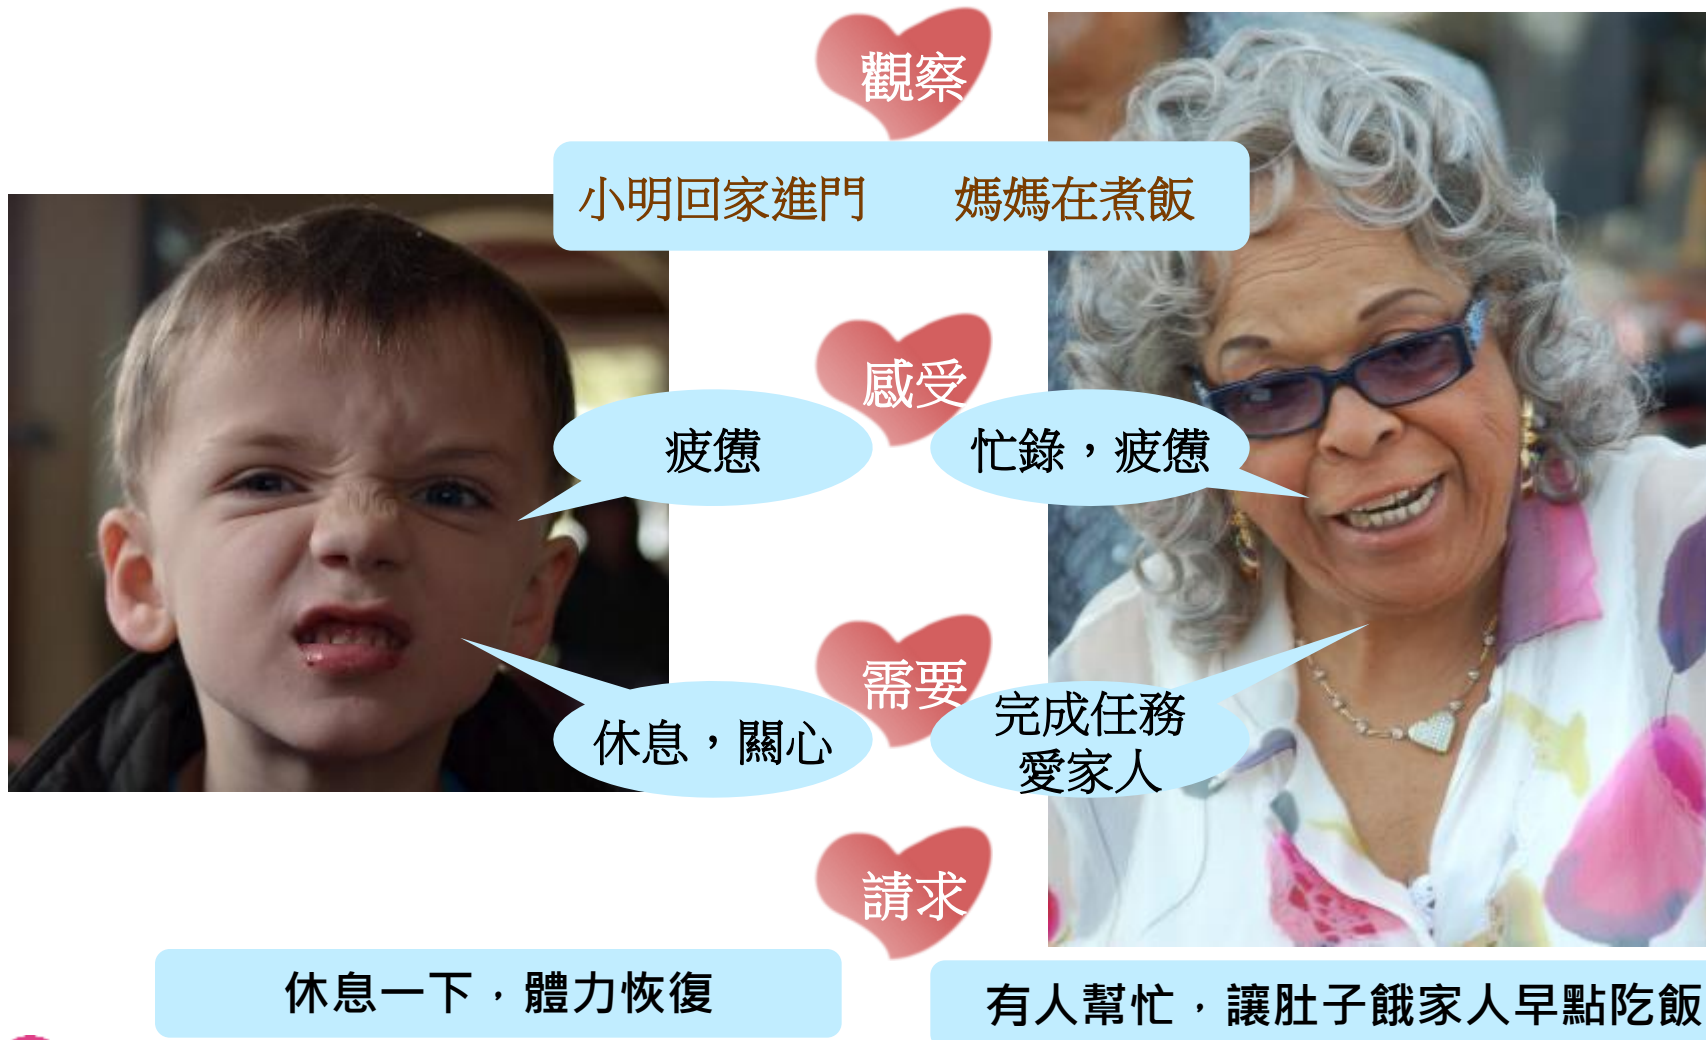 觀察
小明回家進門　　媽媽在煮飯
感受
疲憊
忙錄，疲憊
需要
休息，關心
完成任務
愛家人
請求
休息一下，體力恢復
有人幫忙，讓肚子餓家人早點吃飯